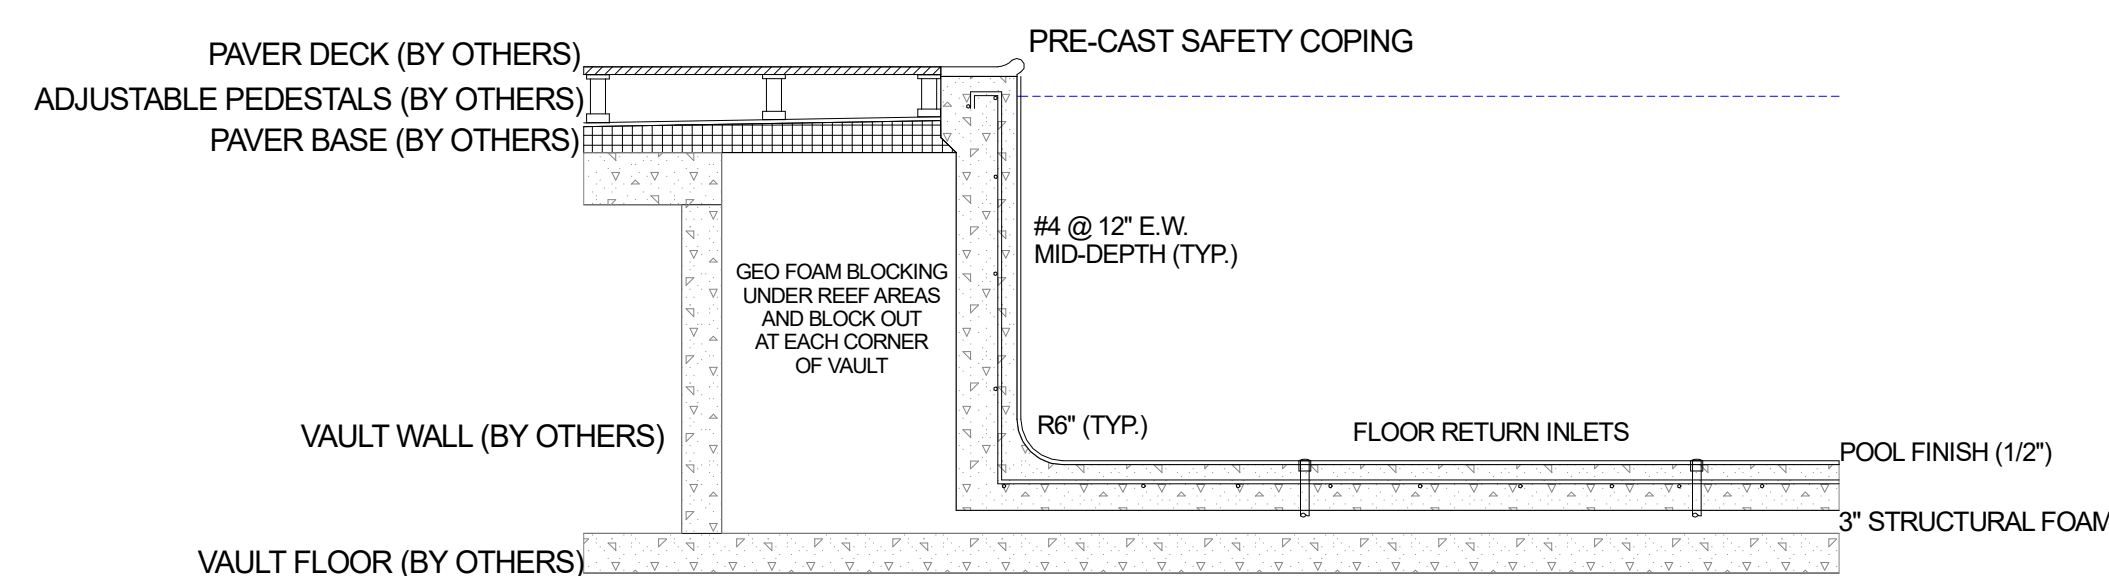 PRE-CAST SAFETY COPING
PAVER DECK (BY OTHERS)
ADJUSTABLE PEDESTALS (BY OTHERS)
PAVER BASE (BY OTHERS)
#4 @ 12" E.W.
MID-DEPTH (TYP.)
GEO FOAM BLOCKING
UNDER REEF AREAS
AND BLOCK OUT
AT EACH CORNER
OF VAULT
R6" (TYP.)
FLOOR RETURN INLETS
VAULT WALL (BY OTHERS)
POOL FINISH (1/2")
3" STRUCTURAL FOAM
VAULT FLOOR (BY OTHERS)